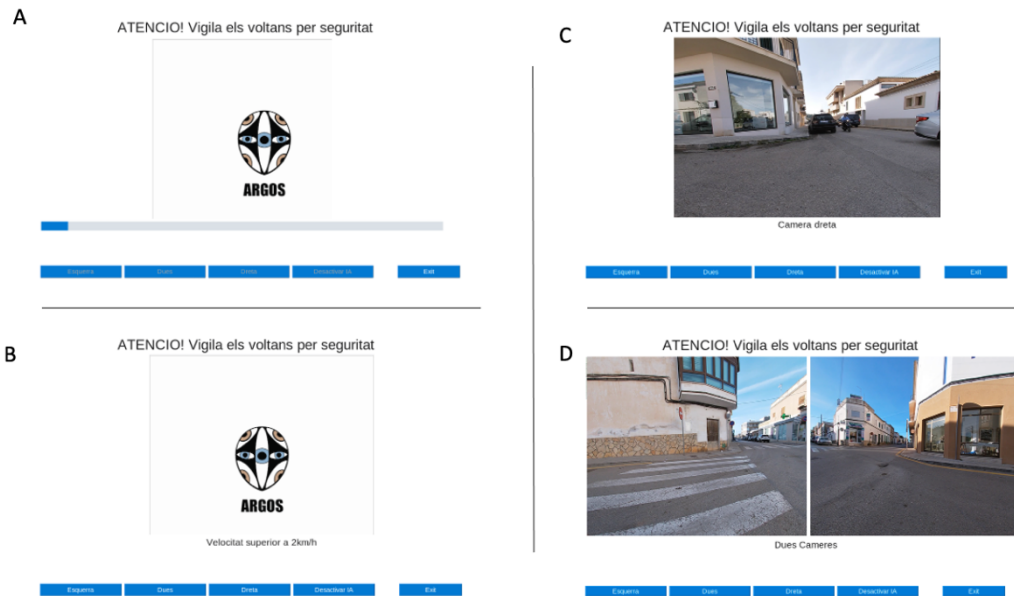 A
ATENCIO! Vigila els voltans per seguritat
ARGOS
Esquerra Dues Dreta Desactivar IA Exit
B
ATENCIO! Vigila els voltans per seguritat
ARGOS
Velocitat superior a 2km/h
Esquerra Dues Dreta Desactivar IA Exit
C
ATENCIO! Vigila els voltans per seguritat
Camera dreta
Esquerra Dues Dreta Desactivar IA Exit
D
ATENCIO! Vigila els voltans per seguritat
Dues Cameres
Esquerra Dues Dreta Desactivar IA Exit